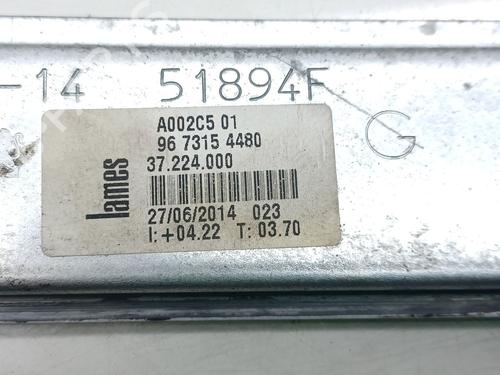 -14 51894F
G
A002C5 01
96 7315 4480
37.224.000
lames
27/06/2014 023
I: +04.22 T: 03.70